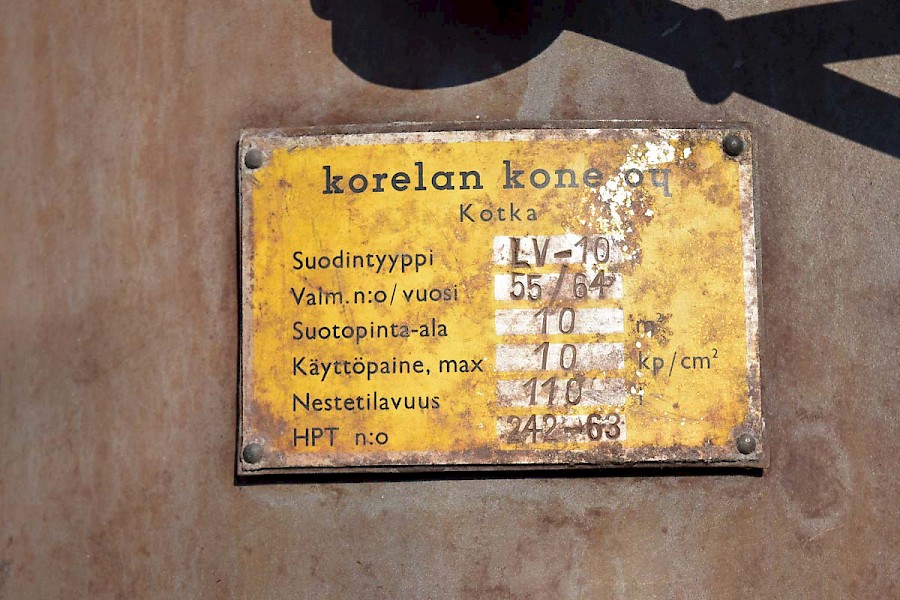 korelan kone oy
Kotka
Suodintyyppi LV-10
Valm.n:o/vuosi 55/64
Suotopinta-ala 10 m²
Käyttöpaine, max 10 kp/cm²
Nestetilavuus 110 l
HPT n:o 242-63